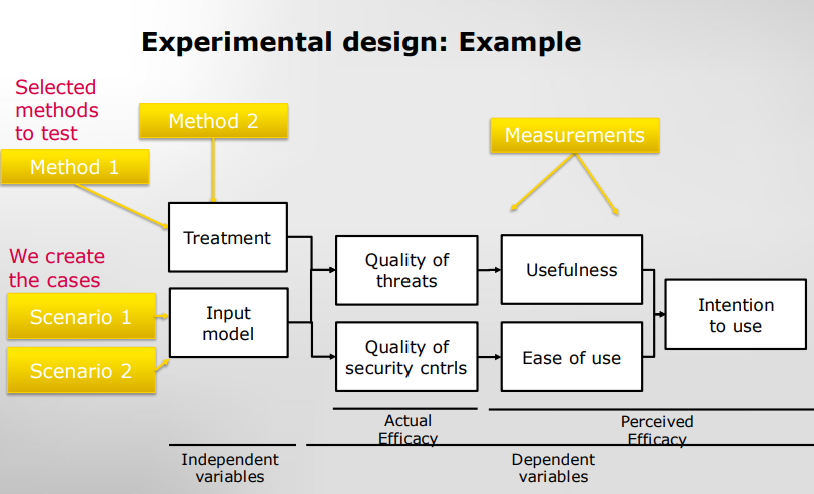 Experimental design: Example
Selected
methods
to test
Method 2
Method 1
Measurements
Treatment
We create
the cases
Scenario 1
Scenario 2
Input
model
Quality of
threats
Quality of
security cntrls
Usefulness
Ease of use
Intention
to use
Actual
Efficacy
Perceived
Efficacy
Independent
variables
Dependent
variables